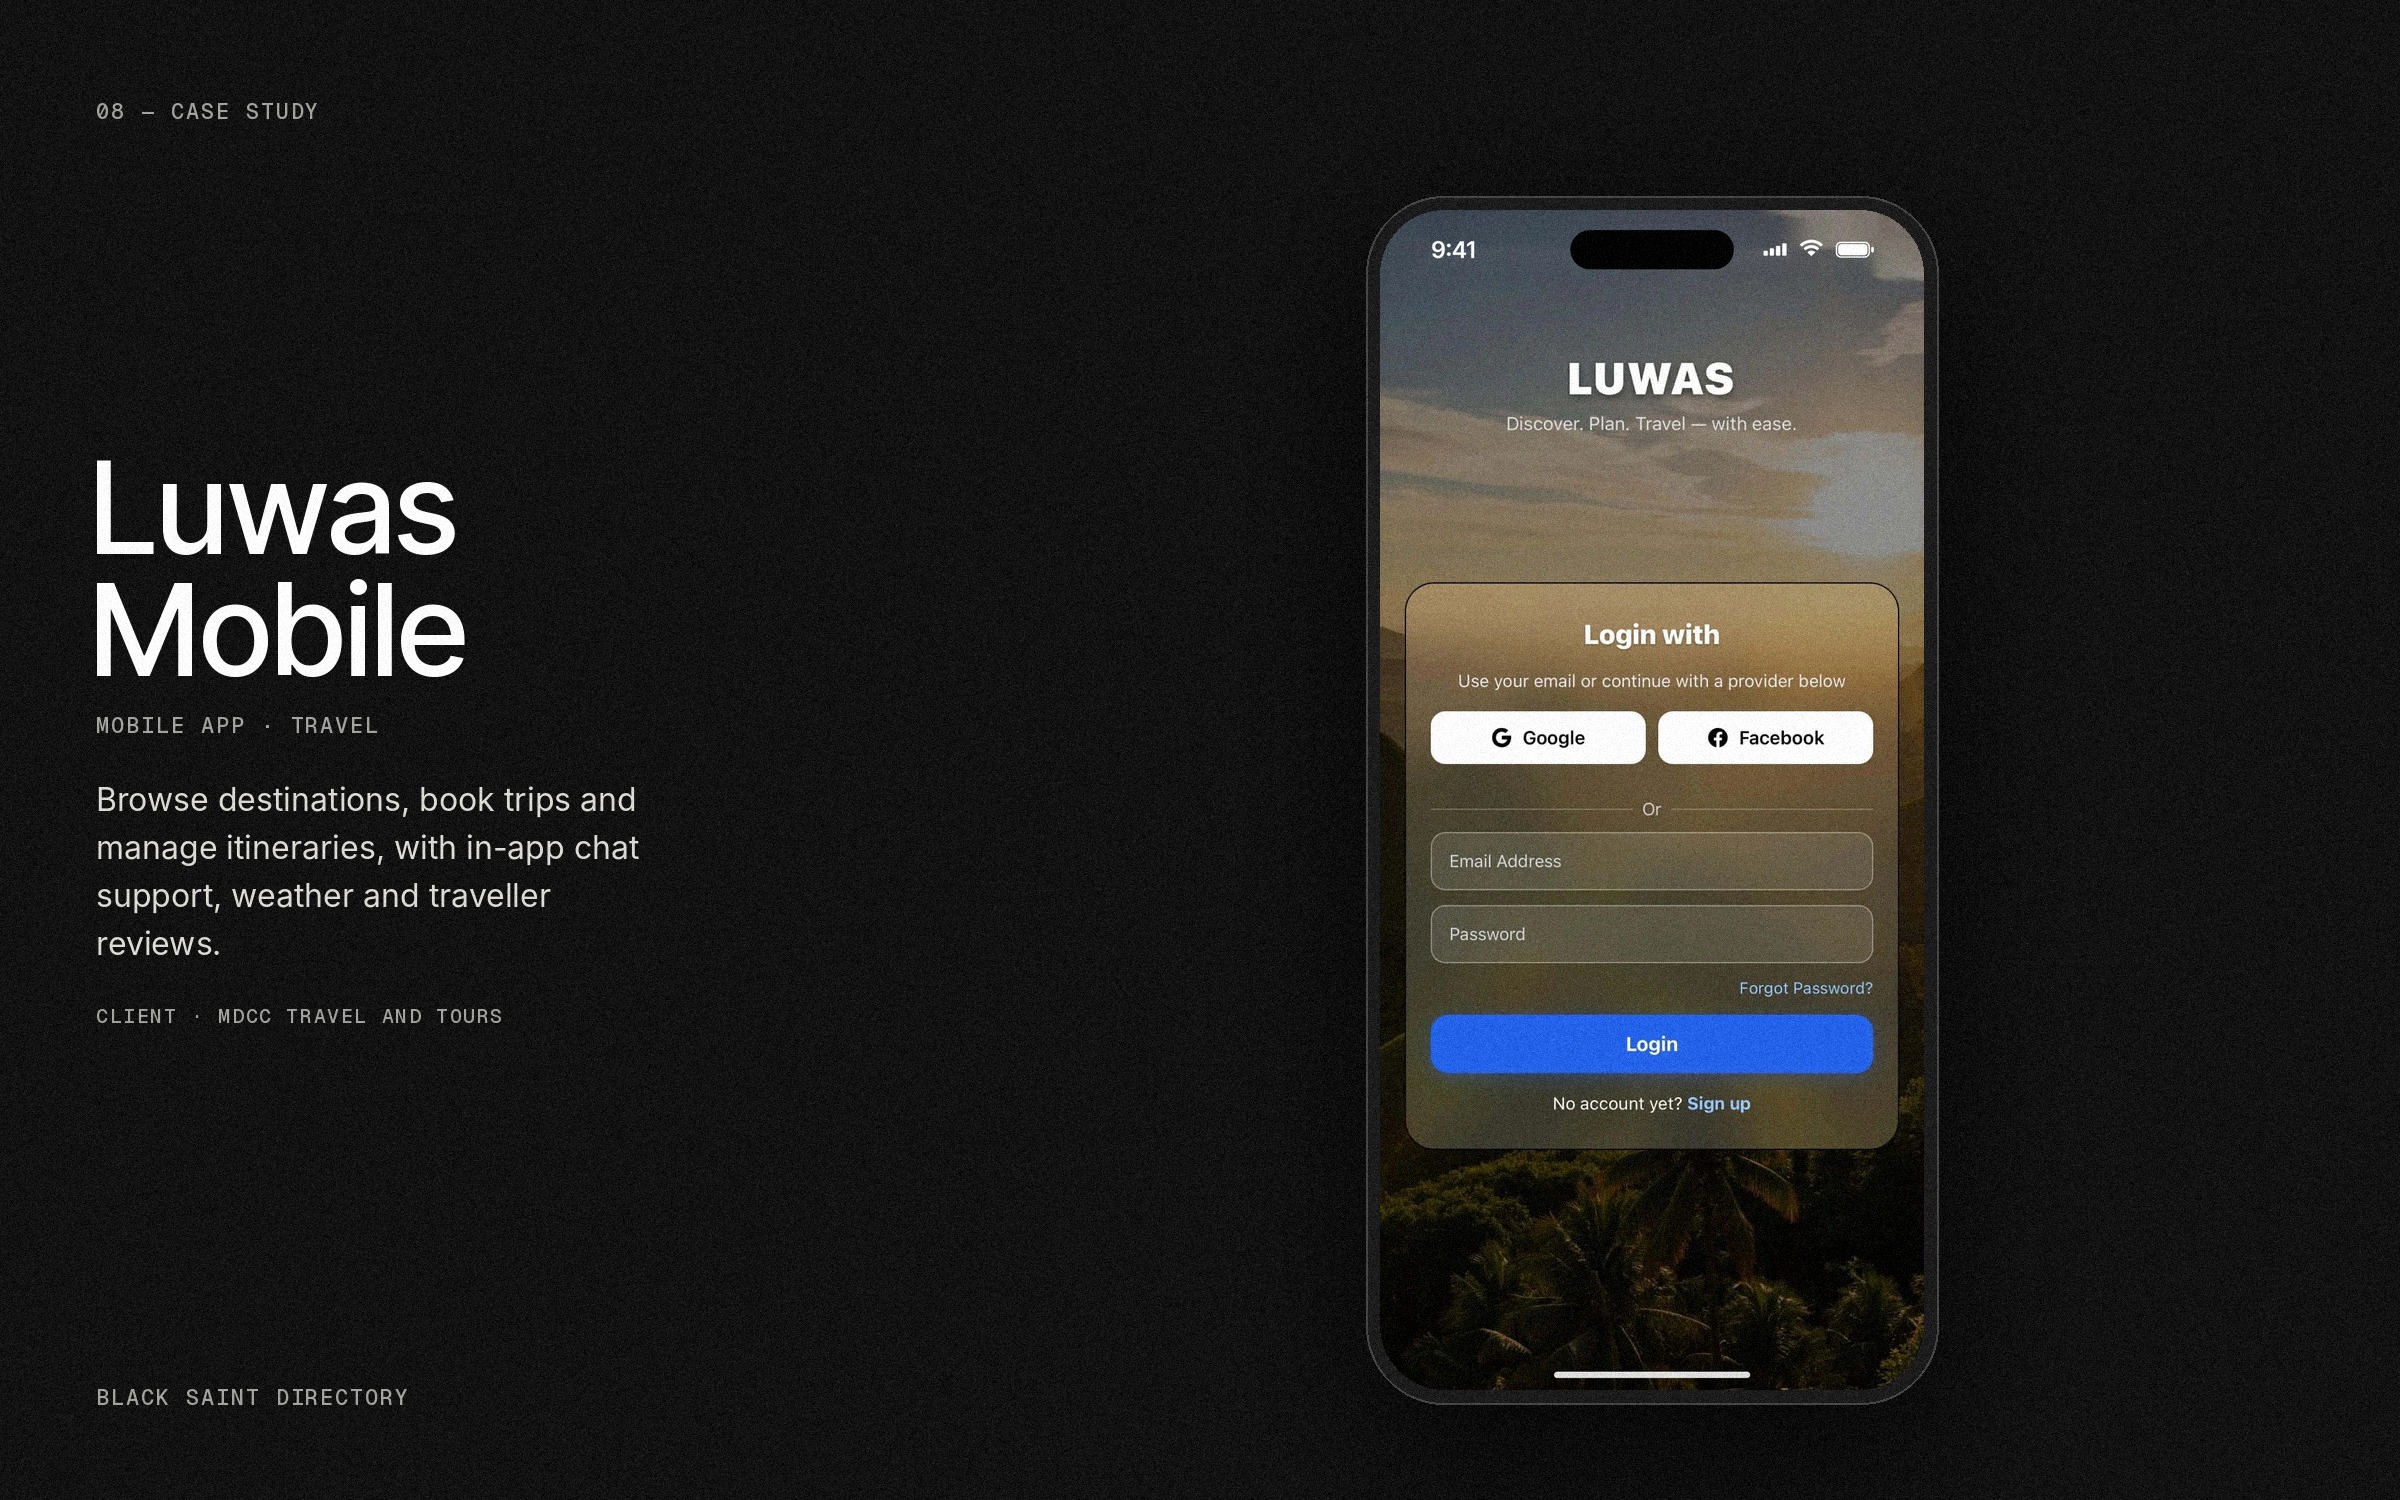 08 — CASE STUDY
Luwas
Mobile
MOBILE APP · TRAVEL
Browse destinations, book trips and
manage itineraries, with in-app chat
support, weather and traveller
reviews.
CLIENT · MDCC TRAVEL AND TOURS
BLACK SAINT DIRECTORY
9:41
LUWAS
Discover. Plan. Travel — with ease.
Login with
Use your email or continue with a provider below
Google
Facebook
Or
Email Address
Password
Forgot Password?
Login
No account yet? Sign up